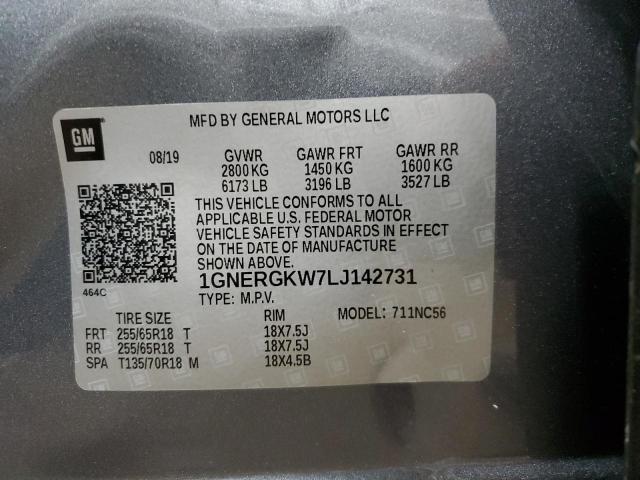 GM
MFD BY GENERAL MOTORS LLC
08/19 GVWR GAWR FRT GAWR RR
2800 KG 1450 KG 1600 KG
6173 LB 3196 LB 3527 LB
THIS VEHICLE CONFORMS TO ALL
APPLICABLE U.S. FEDERAL MOTOR
VEHICLE SAFETY STANDARDS IN EFFECT
ON THE DATE OF MANUFACTURE
SHOWN ABOVE.
464C
1GNERGKW7LJ142731
TYPE: M.P.V. MODEL: 711NC56
TIRE SIZE RIM
FRT 255/65R18 T 18X7.5J
RR 255/65R18 T 18X7.5J
SPA T135/70R18 M 18X4.5B